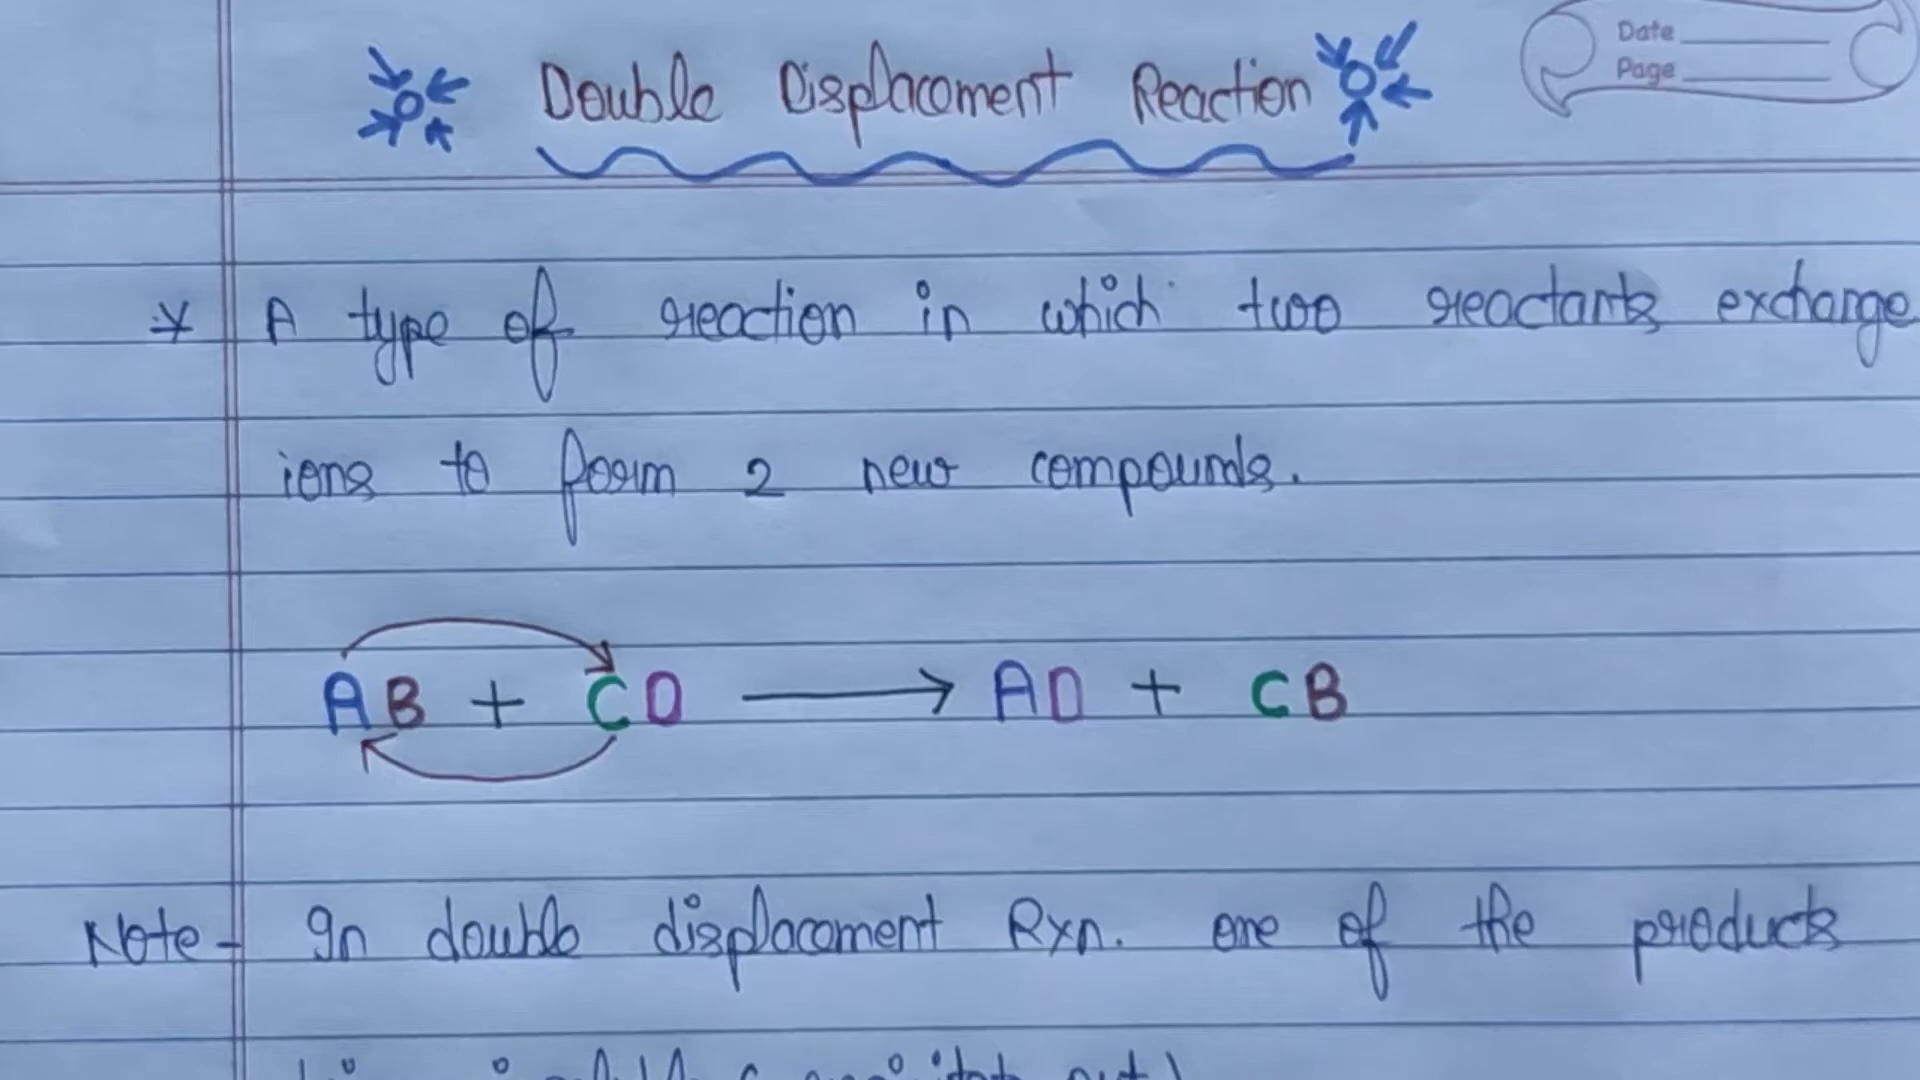 Date
Page
Double Displacement Reaction
* A type of reaction in which two reactants exchange
ions to form 2 new compounds.
AB + CD → AD + CB
Note - In double displacement Rxn. one of the products